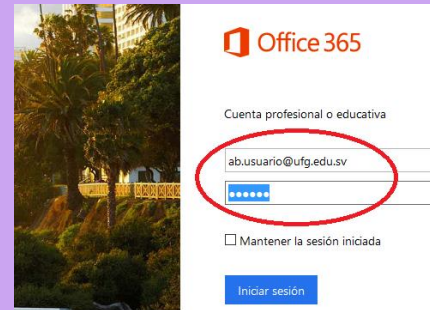 Office 365
Cuenta profesional o educativa
ab.usuario@ufg.edu.sv
••••••
Mantener la sesión iniciada
Iniciar sesión